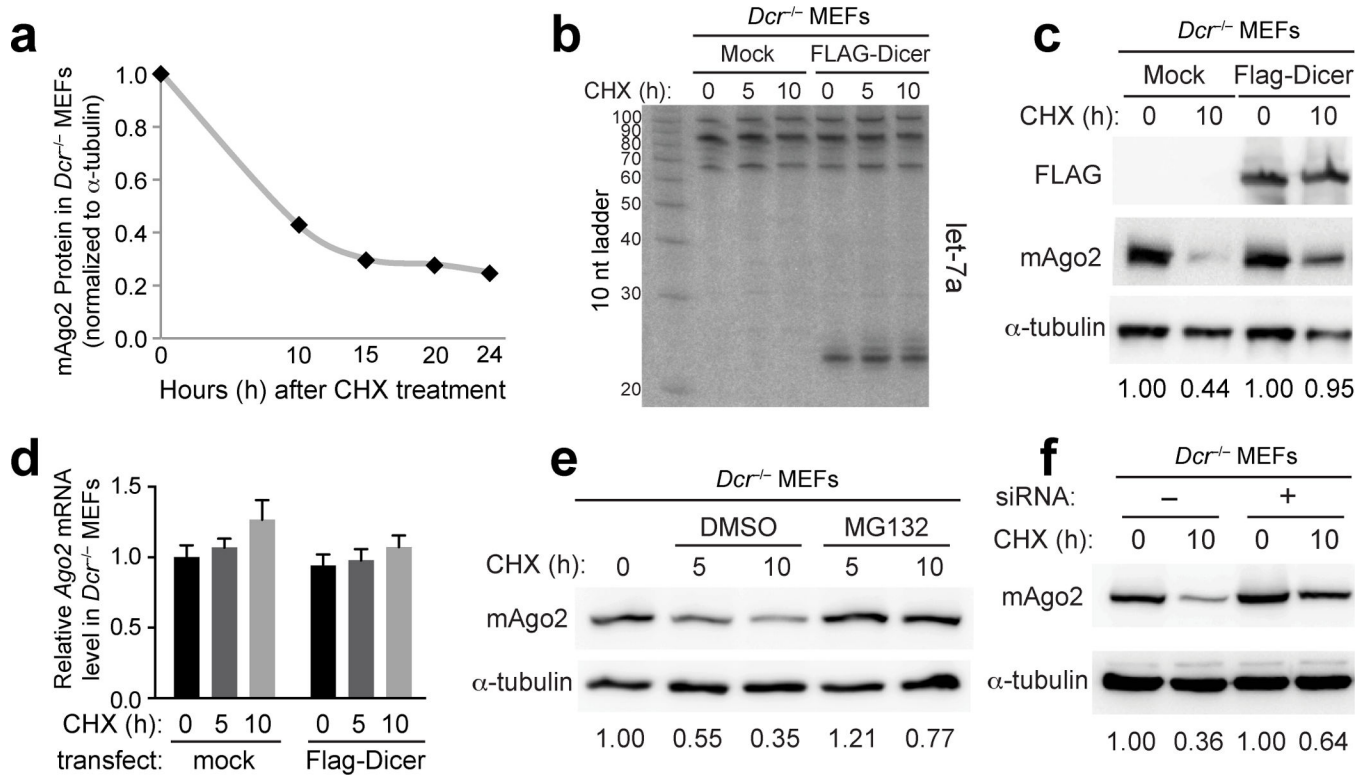 a
mAgo2 Protein in Dcr–/– MEFs
(normalized to α-tubulin)
1.0
0.8
0.6
0.4
0.2
0.0
0 10 15 20 24
Hours (h) after CHX treatment
b
Dcr–/– MEFs
Mock FLAG-Dicer
CHX (h): 0 5 10 0 5 10
10 nt ladder
100
90
80
70
60
50
40
30
20
let-7a
c
Dcr–/– MEFs
Mock Flag-Dicer
CHX (h): 0 10 0 10
FLAG
mAgo2
α-tubulin
1.00 0.44 1.00 0.95
d
Relative Ago2 mRNA
level in Dcr–/– MEFs
1.5
1.0
0.5
0.0
CHX (h): 0 5 10 0 5 10
transfect: mock Flag-Dicer
e
Dcr–/– MEFs
DMSO MG132
CHX (h): 0 5 10 5 10
mAgo2
α-tubulin
1.00 0.55 0.35 1.21 0.77
f
Dcr–/– MEFs
siRNA: – +
CHX (h): 0 10 0 10
mAgo2
α-tubulin
1.00 0.36 1.00 0.64